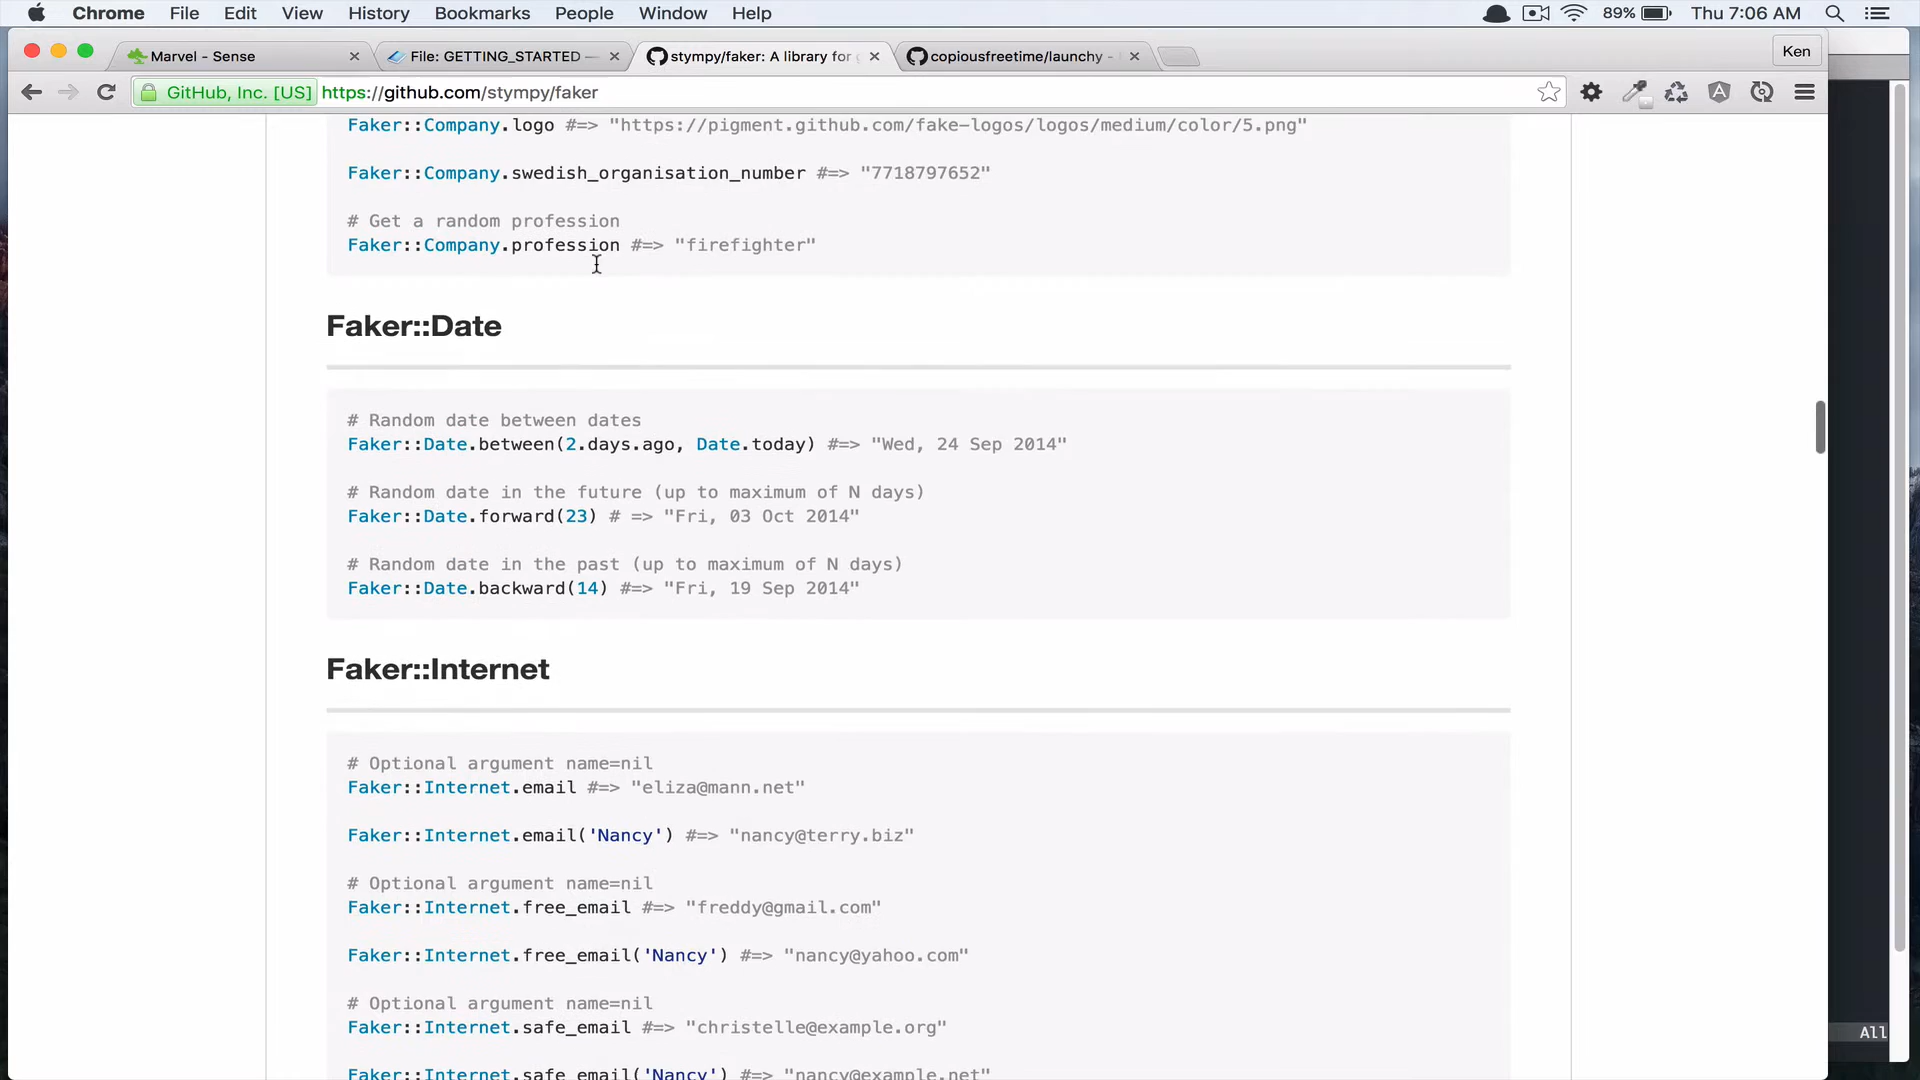 Chrome File Edit View History Bookmarks People Window Help 89% Thu 7:06 AM
Marvel - Sense File: GETTING_STARTED — stympy/faker: A library for g copiousfreetime/launchy - Ken
GitHub, Inc. [US] https://github.com/stympy/faker
Faker::Company.logo #=> "https://pigment.github.com/fake-logos/logos/medium/color/5.png"
Faker::Company.swedish_organisation_number #=> "7718797652"
# Get a random profession
Faker::Company.profession #=> "firefighter"
Faker::Date
# Random date between dates
Faker::Date.between(2.days.ago, Date.today) #=> "Wed, 24 Sep 2014"
# Random date in the future (up to maximum of N days)
Faker::Date.forward(23) # => "Fri, 03 Oct 2014"
# Random date in the past (up to maximum of N days)
Faker::Date.backward(14) #=> "Fri, 19 Sep 2014"
Faker::Internet
# Optional argument name=nil
Faker::Internet.email #=> "eliza@mann.net"
Faker::Internet.email('Nancy') #=> "nancy@terry.biz"
# Optional argument name=nil
Faker::Internet.free_email #=> "freddy@gmail.com"
Faker::Internet.free_email('Nancy') #=> "nancy@yahoo.com"
# Optional argument name=nil
Faker::Internet.safe_email #=> "christelle@example.org"
All
Faker::Internet.safe_email('Nancy') #=> "nancy@example.net"